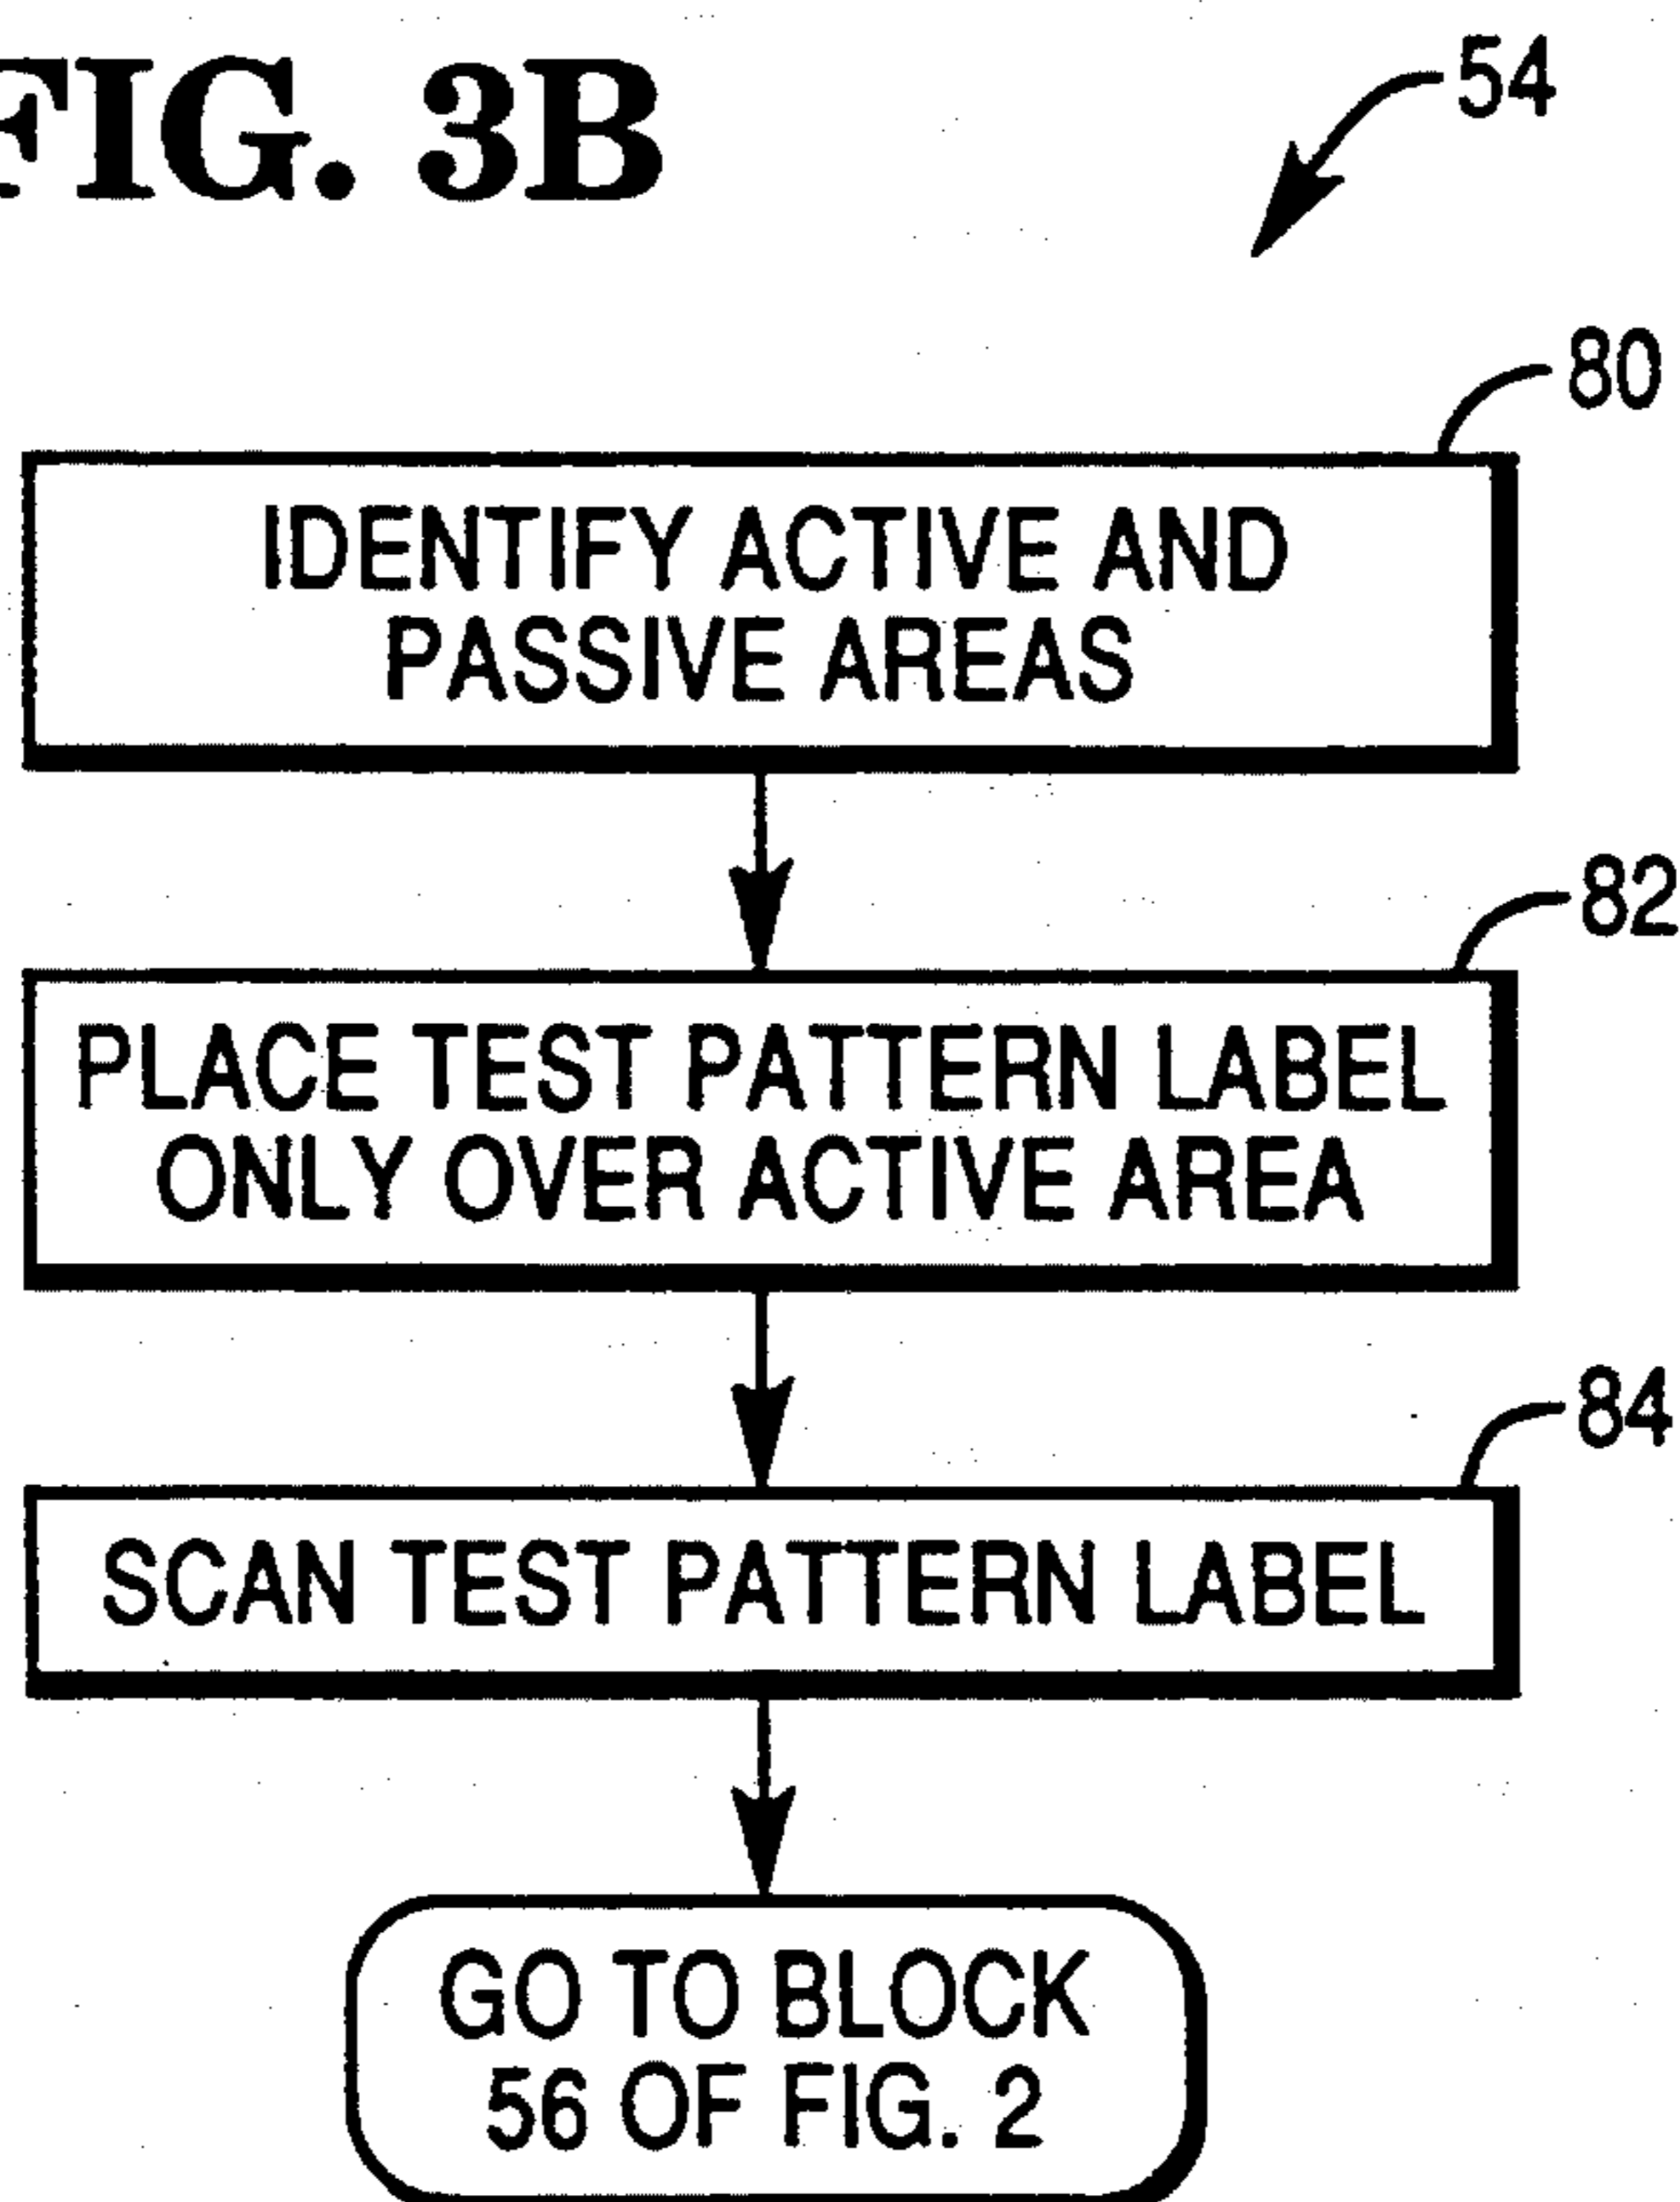 FIG. 3B
54
80
IDENTIFY ACTIVE AND
PASSIVE AREAS
82
PLACE TEST PATTERN LABEL
ONLY OVER ACTIVE AREA
84
SCAN TEST PATTERN LABEL
GO TO BLOCK
56 OF FIG. 2